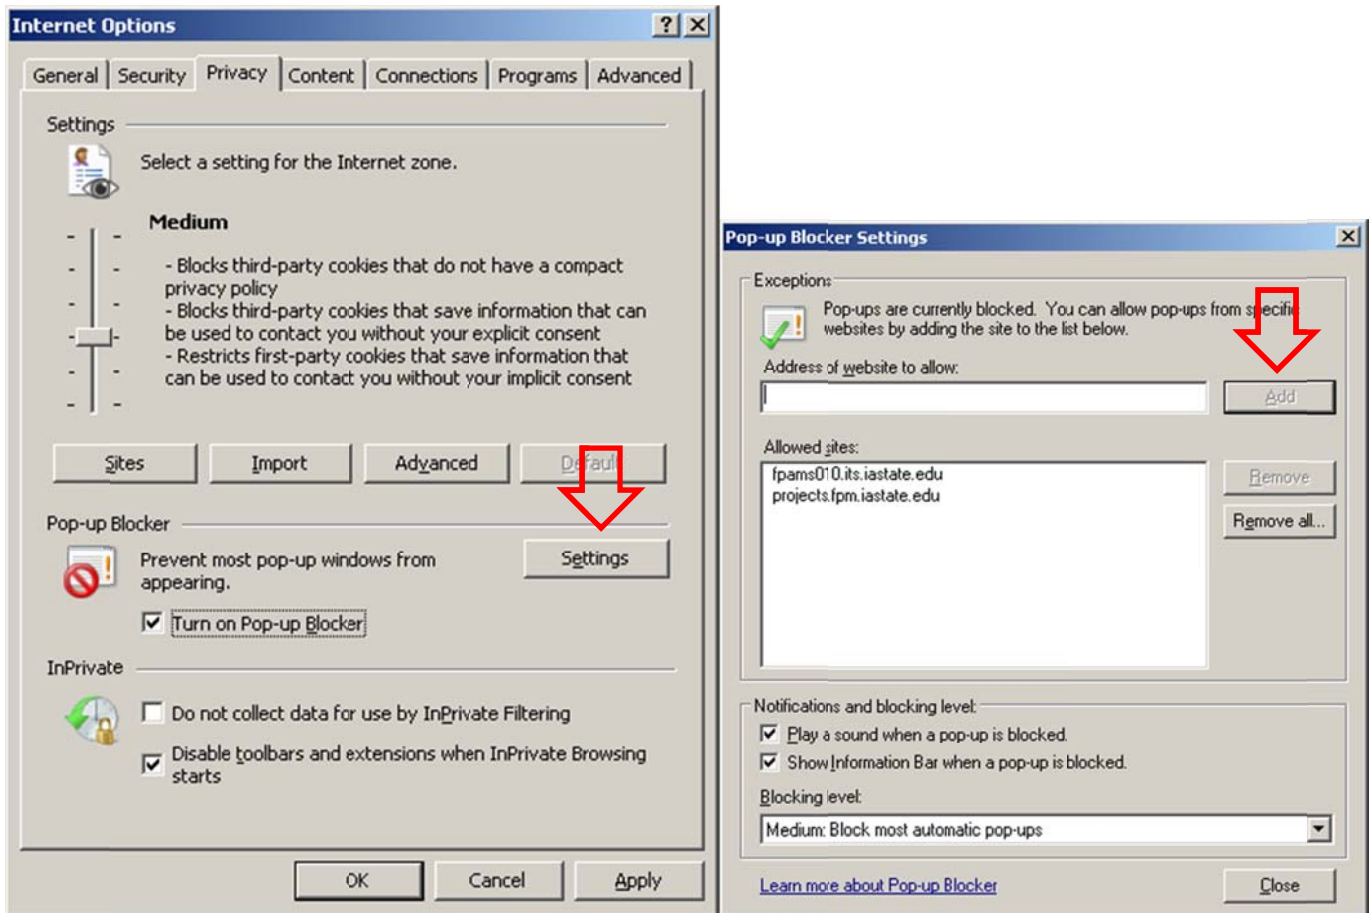 Internet Options
General Security Privacy Content Connections Programs Advanced
Settings
Select a setting for the Internet zone.
Medium
- Blocks third-party cookies that do not have a compact
privacy policy
- Blocks third-party cookies that save information that can
be used to contact you without your explicit consent
- Restricts first-party cookies that save information that
can be used to contact you without your implicit consent
Sites Import Advanced Default
Pop-up Blocker
Prevent most pop-up windows from
appearing.
Settings
Turn on Pop-up Blocker
InPrivate
Do not collect data for use by InPrivate Filtering
Disable toolbars and extensions when InPrivate Browsing
starts
OK Cancel Apply
Pop-up Blocker Settings
Exceptions
Pop-ups are currently blocked. You can allow pop-ups from specific
websites by adding the site to the list below.
Address of website to allow:
Add
Allowed sites:
fpams010.its.iastate.edu
projects.fpm.iastate.edu
Remove
Remove all...
Notifications and blocking level:
Play a sound when a pop-up is blocked.
Show Information Bar when a pop-up is blocked.
Blocking level:
Medium: Block most automatic pop-ups
Learn more about Pop-up Blocker
Close